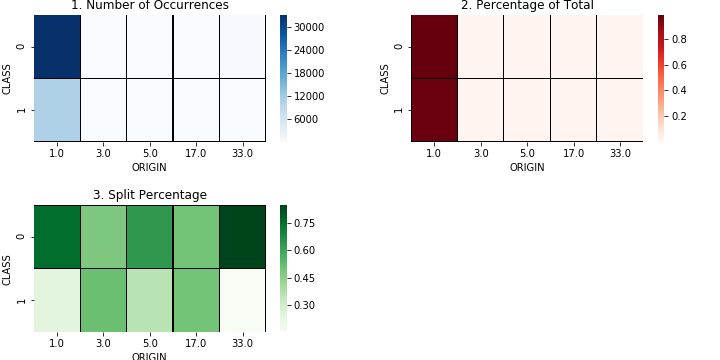 1. Number of Occurrences
CLASS
0
1
1.0 3.0 5.0 17.0 33.0
ORIGIN
30000
24000
18000
12000
6000
2. Percentage of Total
CLASS
0
1
1.0 3.0 5.0 17.0 33.0
ORIGIN
0.8
0.6
0.4
0.2
3. Split Percentage
CLASS
0
1
1.0 3.0 5.0 17.0 33.0
ORIGIN
0.75
0.60
0.45
0.30